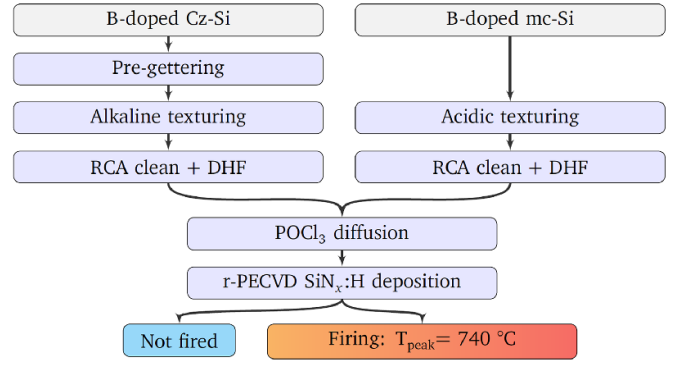 B-doped Cz-Si
B-doped mc-Si
Pre-gettering
Alkaline texturing
Acidic texturing
RCA clean + DHF
RCA clean + DHF
POCl₃ diffusion
r-PECVD SiNₓ:H deposition
Not fired
Firing: Tpeak= 740 °C